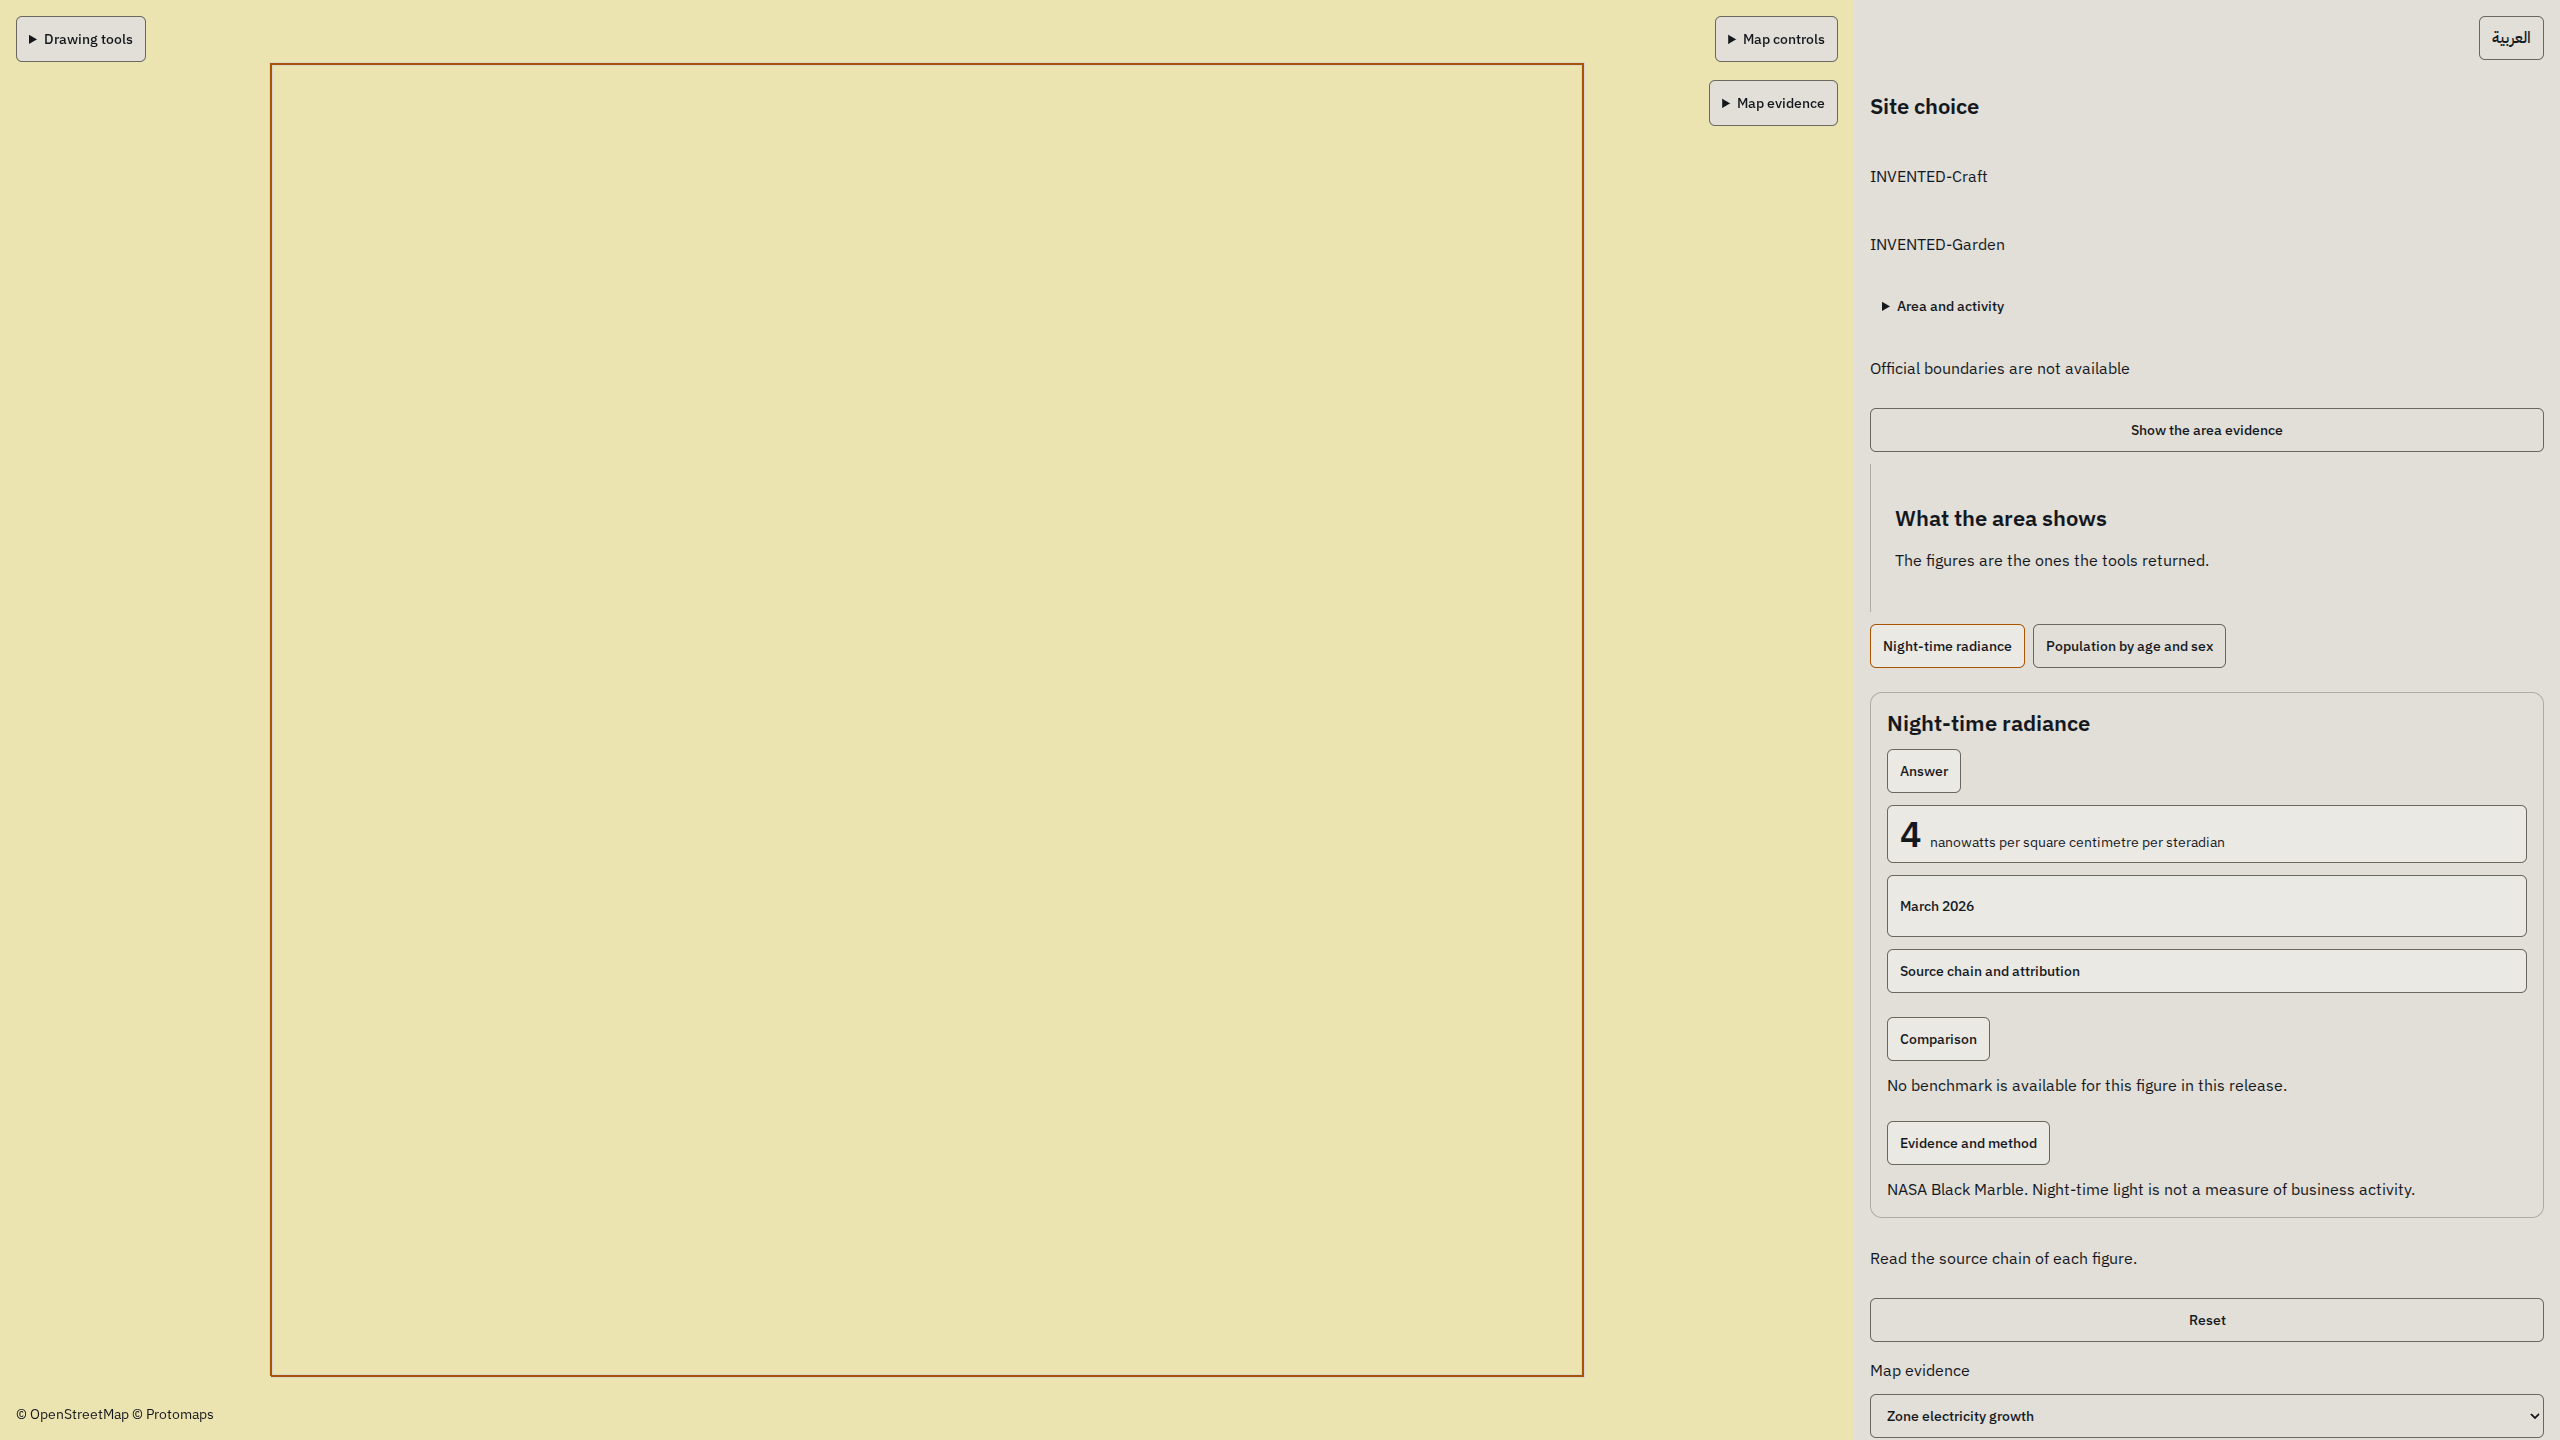 Drawing tools
Map controls
Map evidence
© OpenStreetMap © Protomaps
العربية
Site choice
INVENTED-Craft
INVENTED-Garden
Area and activity
Official boundaries are not available
Show the area evidence
What the area shows
The figures are the ones the tools returned.
Night-time radiance
Population by age and sex
Night-time radiance
Answer
4 nanowatts per square centimetre per steradian
March 2026
Source chain and attribution
Comparison
No benchmark is available for this figure in this release.
Evidence and method
NASA Black Marble. Night-time light is not a measure of business activity.
Read the source chain of each figure.
Reset
Map evidence
Zone electricity growth